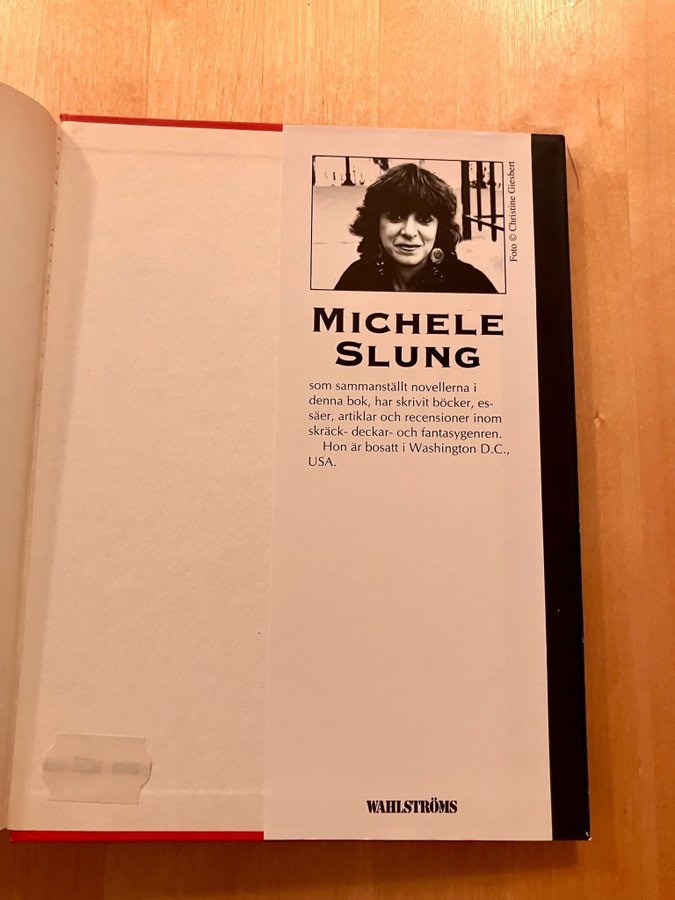 Foto © Christine Giesbert
MICHELE
SLUNG
som sammanställt novellerna i
denna bok, har skrivit böcker, es-
säer, artiklar och recensioner inom
skräck- deckar- och fantasygenren.
Hon är bosatt i Washington D.C.,
USA.
WAHLSTRÖMS